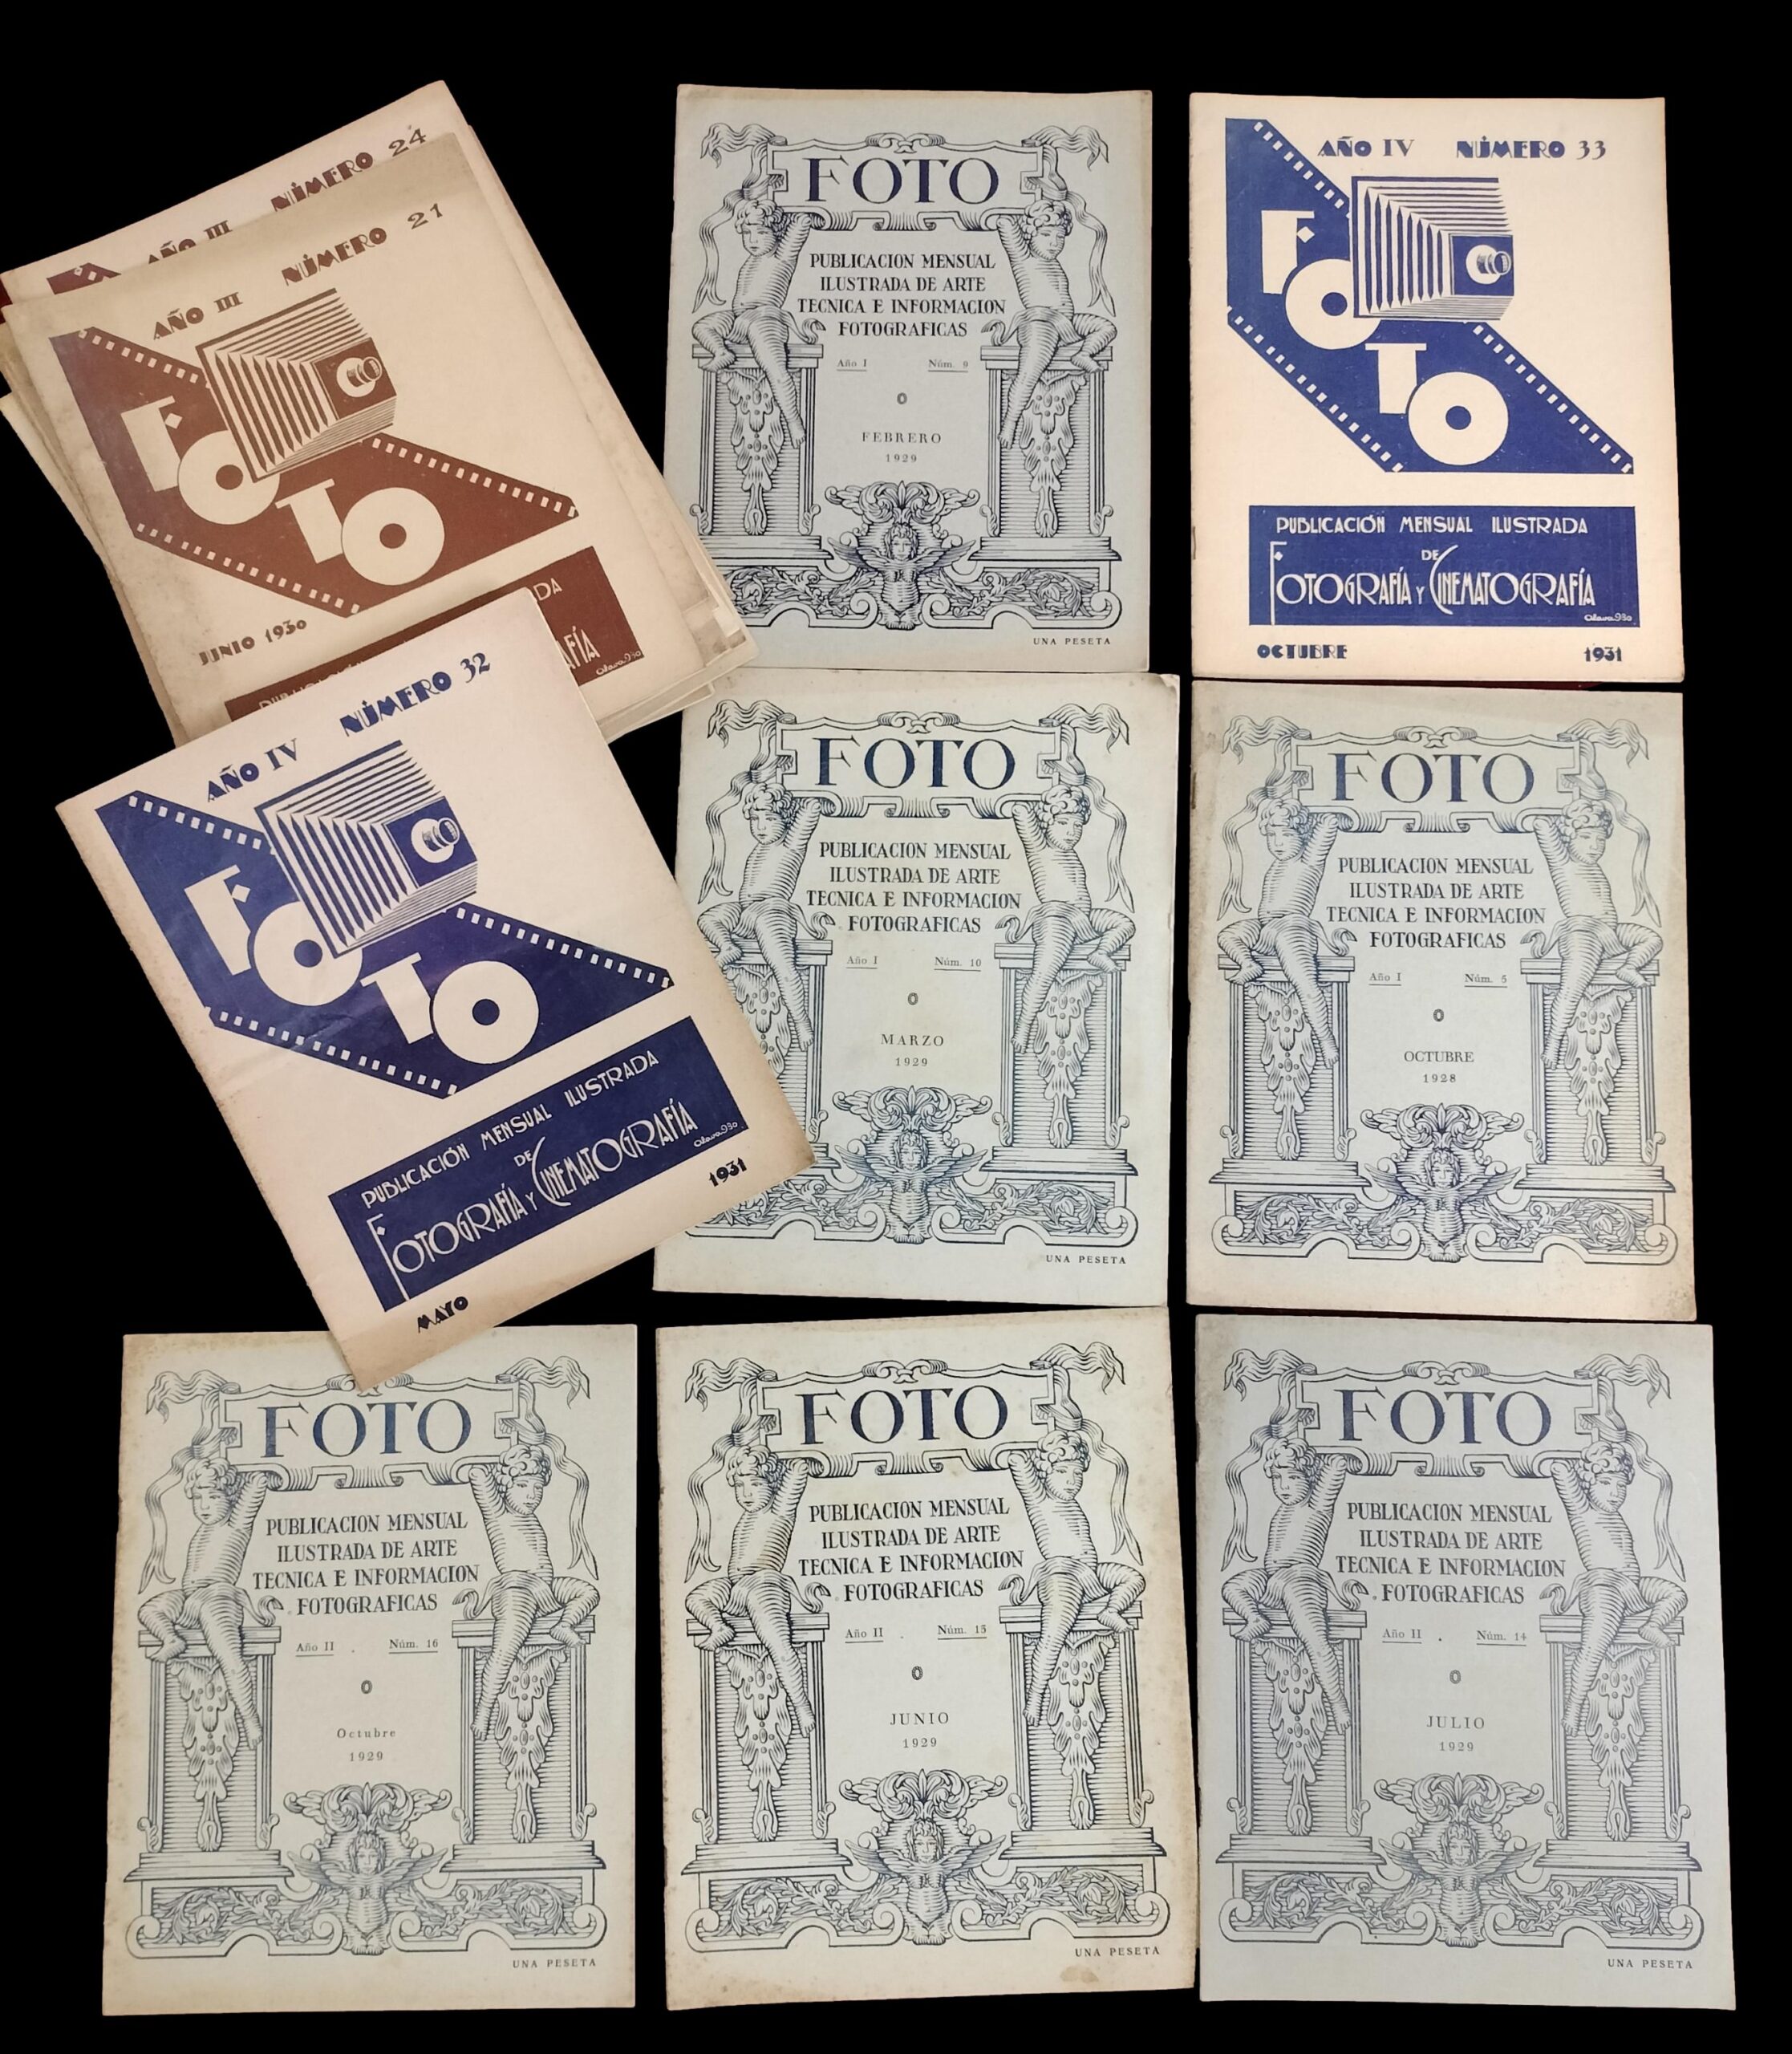 AÑO III NÚMERO 24
AÑO III NÚMERO 21
FOTO
JUNIO 1930
AÑO IV NÚMERO 32
FOTO
PUBLICACIÓN MENSUAL ILUSTRADA
DE
FOTOGRAFÍA Y CINEMATOGRAFÍA
MAYO 1931
FOTO
PUBLICACION MENSUAL
ILUSTRADA DE ARTE
TECNICA E INFORMACION
FOTOGRAFICAS
Año I Núm. 9
FEBRERO
1929
UNA PESETA
AÑO IV NÚMERO 33
FOTO
PUBLICACIÓN MENSUAL ILUSTRADA
DE
FOTOGRAFÍA Y CINEMATOGRAFÍA
OCTUBRE 1931
FOTO
PUBLICACION MENSUAL
ILUSTRADA DE ARTE
TECNICA E INFORMACION
FOTOGRAFICAS
Año I Núm. 10
MARZO
1929
UNA PESETA
FOTO
PUBLICACION MENSUAL
ILUSTRADA DE ARTE
TECNICA E INFORMACION
FOTOGRAFICAS
Año I Núm. 5
OCTUBRE
1928
FOTO
PUBLICACION MENSUAL
ILUSTRADA DE ARTE
TECNICA E INFORMACION
FOTOGRAFICAS
Año II Núm. 16
Octubre
1929
UNA PESETA
FOTO
PUBLICACION MENSUAL
ILUSTRADA DE ARTE
TECNICA E INFORMACION
FOTOGRAFICAS
Año II Núm. 13
JUNIO
1929
UNA PESETA
FOTO
PUBLICACION MENSUAL
ILUSTRADA DE ARTE
TECNICA E INFORMACION
FOTOGRAFICAS
Año II Núm. 14
JULIO
1929
UNA PESETA